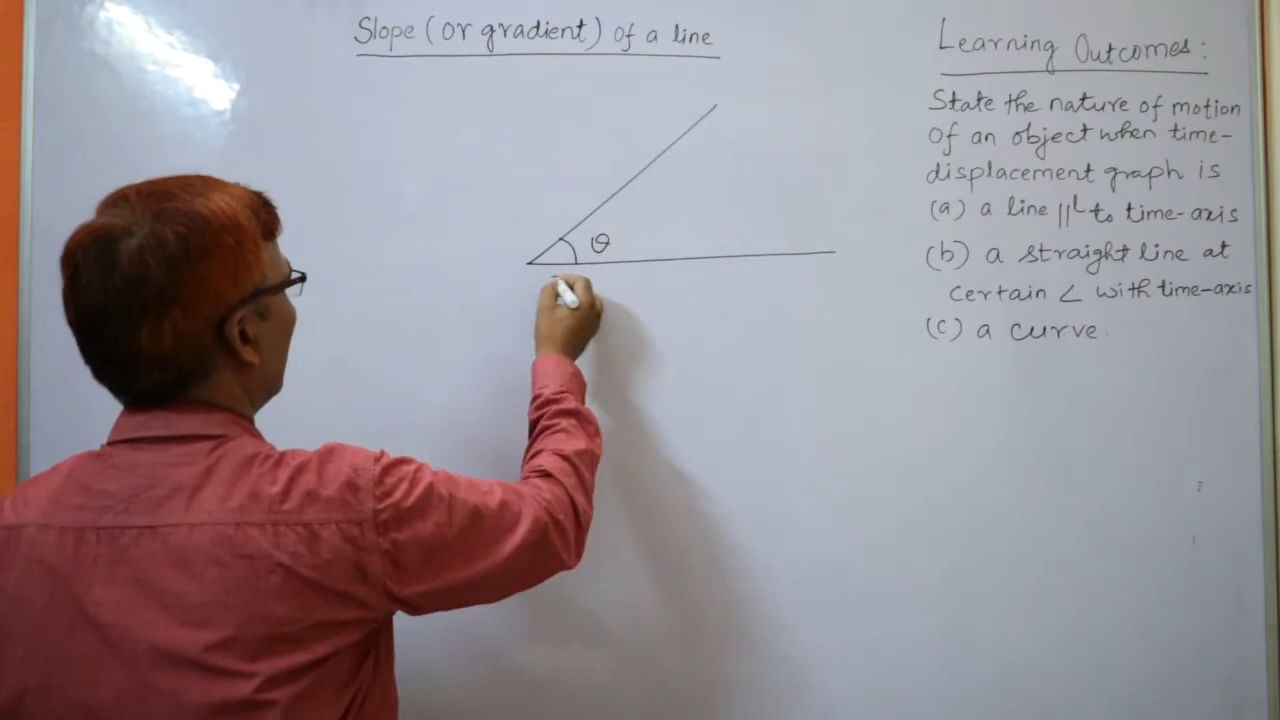 Slope (or gradient) of a line
θ
Learning Outcomes:
State the nature of motion
of an object when time-
displacement graph is
(a) a line ||ᴸ to time-axis
(b) a straight line at
certain ∠ with time-axis
(c) a curve.